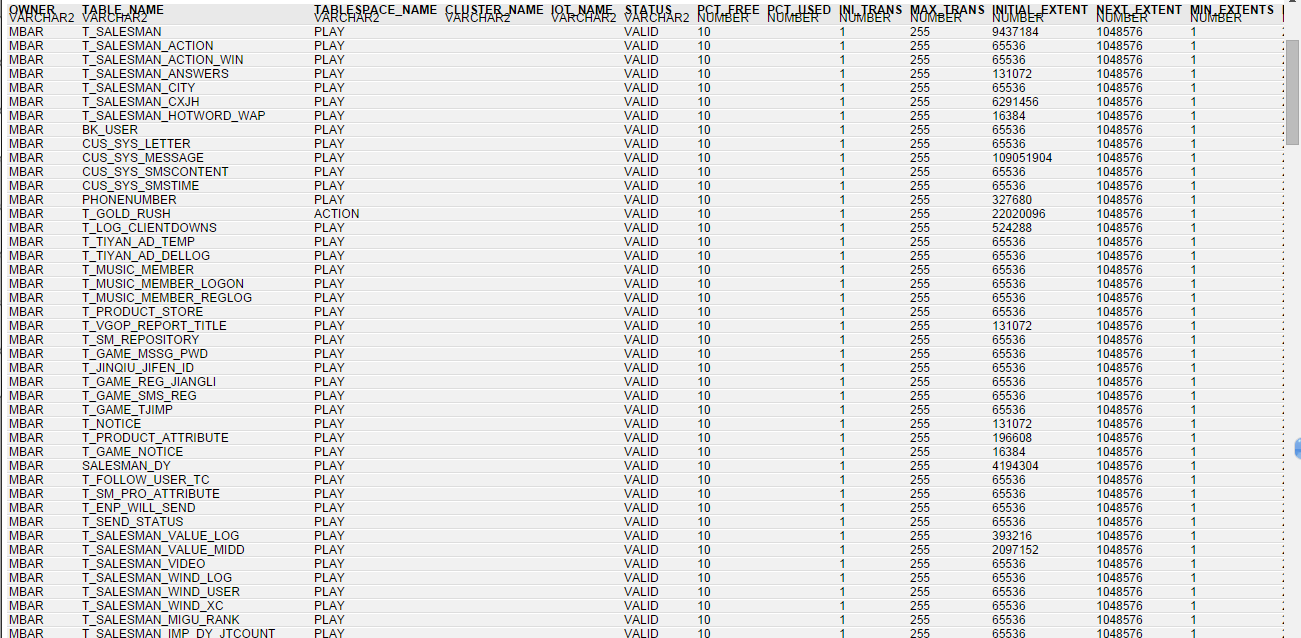 OWNER TABLE_NAME TABLESPACE_NAME CLUSTER_NAME IOT_NAME STATUS PCT_FREE PCT_USED INI_TRANS MAX_TRANS INITIAL_EXTENT NEXT_EXTENT MIN_EXTENTS
VARCHAR2 VARCHAR2 VARCHAR2 VARCHAR2 VARCHAR2 VARCHAR2 NUMBER NUMBER NUMBER NUMBER NUMBER NUMBER NUMBER
MBAR T_SALESMAN PLAY VALID 10 1 255 9437184 1048576 1
MBAR T_SALESMAN_ACTION PLAY VALID 10 1 255 65536 1048576 1
MBAR T_SALESMAN_ACTION_WIN PLAY VALID 10 1 255 65536 1048576 1
MBAR T_SALESMAN_ANSWERS PLAY VALID 10 1 255 131072 1048576 1
MBAR T_SALESMAN_CITY PLAY VALID 10 1 255 65536 1048576 1
MBAR T_SALESMAN_CXJH PLAY VALID 10 1 255 6291456 1048576 1
MBAR T_SALESMAN_HOTWORD_WAP PLAY VALID 10 1 255 16384 1048576 1
MBAR BK_USER PLAY VALID 10 1 255 65536 1048576 1
MBAR CUS_SYS_LETTER PLAY VALID 10 1 255 65536 1048576 1
MBAR CUS_SYS_MESSAGE PLAY VALID 10 1 255 109051904 1048576 1
MBAR CUS_SYS_SMSCONTENT PLAY VALID 10 1 255 65536 1048576 1
MBAR CUS_SYS_SMSTIME PLAY VALID 10 1 255 65536 1048576 1
MBAR PHONENUMBER PLAY VALID 10 1 255 327680 1048576 1
MBAR T_GOLD_RUSH ACTION VALID 10 1 255 22020096 1048576 1
MBAR T_LOG_CLIENTDOWNS PLAY VALID 10 1 255 524288 1048576 1
MBAR T_TIYAN_AD_TEMP PLAY VALID 10 1 255 65536 1048576 1
MBAR T_TIYAN_AD_DELLOG PLAY VALID 10 1 255 65536 1048576 1
MBAR T_MUSIC_MEMBER PLAY VALID 10 1 255 65536 1048576 1
MBAR T_MUSIC_MEMBER_LOGON PLAY VALID 10 1 255 65536 1048576 1
MBAR T_MUSIC_MEMBER_REGLOG PLAY VALID 10 1 255 65536 1048576 1
MBAR T_PRODUCT_STORE PLAY VALID 10 1 255 65536 1048576 1
MBAR T_VGOP_REPORT_TITLE PLAY VALID 10 1 255 131072 1048576 1
MBAR T_SM_REPOSITORY PLAY VALID 10 1 255 65536 1048576 1
MBAR T_GAME_MSSG_PWD PLAY VALID 10 1 255 65536 1048576 1
MBAR T_JINQIU_JIFEN_ID PLAY VALID 10 1 255 65536 1048576 1
MBAR T_GAME_REG_JIANGLI PLAY VALID 10 1 255 65536 1048576 1
MBAR T_GAME_SMS_REG PLAY VALID 10 1 255 65536 1048576 1
MBAR T_GAME_TJIMP PLAY VALID 10 1 255 65536 1048576 1
MBAR T_NOTICE PLAY VALID 10 1 255 131072 1048576 1
MBAR T_PRODUCT_ATTRIBUTE PLAY VALID 10 1 255 196608 1048576 1
MBAR T_GAME_NOTICE PLAY VALID 10 1 255 16384 1048576 1
MBAR SALESMAN_DY PLAY VALID 10 1 255 4194304 1048576 1
MBAR T_FOLLOW_USER_TC PLAY VALID 10 1 255 65536 1048576 1
MBAR T_SM_PRO_ATTRIBUTE PLAY VALID 10 1 255 65536 1048576 1
MBAR T_ENP_WILL_SEND PLAY VALID 10 1 255 65536 1048576 1
MBAR T_SEND_STATUS PLAY VALID 10 1 255 65536 1048576 1
MBAR T_SALESMAN_VALUE_LOG PLAY VALID 10 1 255 393216 1048576 1
MBAR T_SALESMAN_VALUE_MIDD PLAY VALID 10 1 255 2097152 1048576 1
MBAR T_SALESMAN_VIDEO PLAY VALID 10 1 255 65536 1048576 1
MBAR T_SALESMAN_WIND_LOG PLAY VALID 10 1 255 65536 1048576 1
MBAR T_SALESMAN_WIND_USER PLAY VALID 10 1 255 65536 1048576 1
MBAR T_SALESMAN_WIND_XC PLAY VALID 10 1 255 65536 1048576 1
MBAR T_SALESMAN_MIGU_RANK PLAY VALID 10 1 255 65536 1048576 1
MBAR T_SALESMAN_IMP_DY_JTCOUNT PLAY VALID 10 1 255 65536 1048576 1